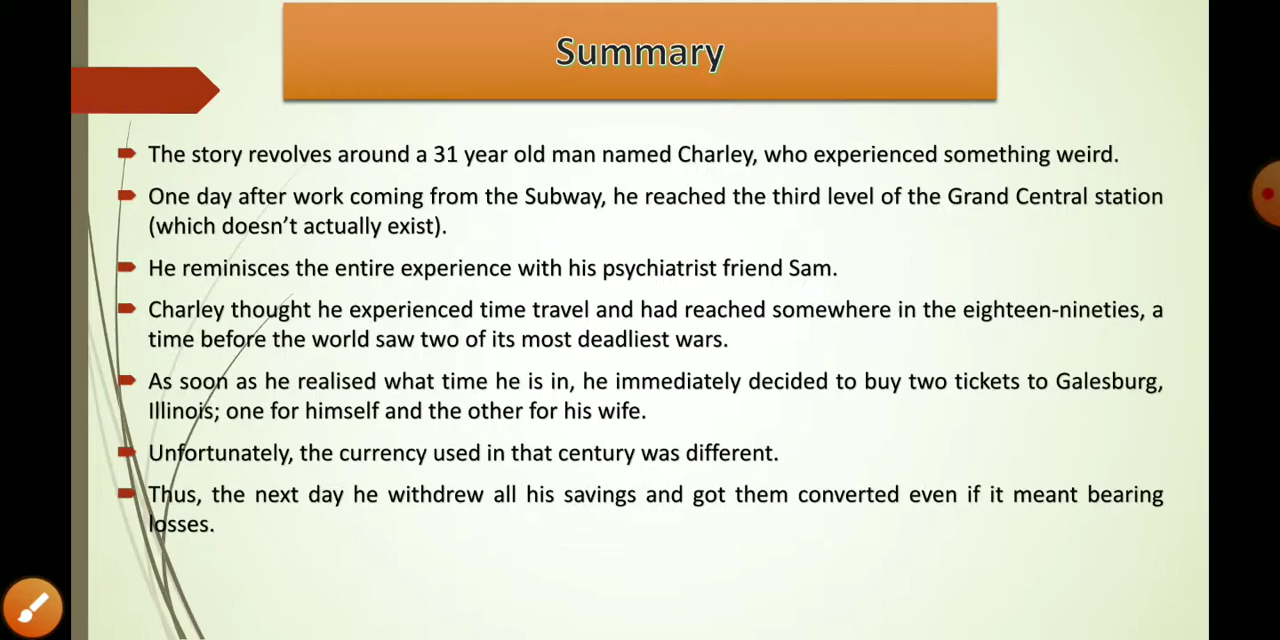 Summary
The story revolves around a 31 year old man named Charley, who experienced something weird.
One day after work coming from the Subway, he reached the third level of the Grand Central station
(which doesn't actually exist).
He reminisces the entire experience with his psychiatrist friend Sam.
Charley thought he experienced time travel and had reached somewhere in the eighteen-nineties, a
time before the world saw two of its most deadliest wars.
As soon as he realised what time he is in, he immediately decided to buy two tickets to Galesburg,
Illinois; one for himself and the other for his wife.
Unfortunately, the currency used in that century was different.
Thus, the next day he withdrew all his savings and got them converted even if it meant bearing
losses.